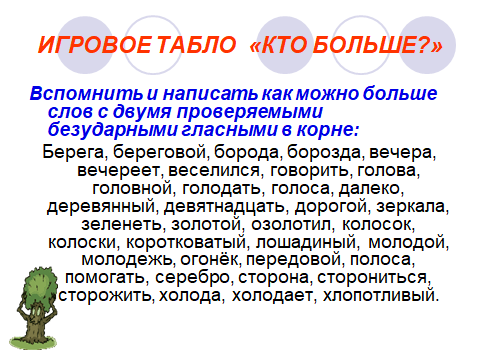 ИГРОВОЕ ТАБЛО «КТО БОЛЬШЕ?»
Вспомнить и написать как можно больше
слов с двумя проверяемыми
безударными гласными в корне:
Берега, береговой, борода, борозда, вечера,
вечереет, веселился, говорить, голова,
головной, голодать, голоса, далеко,
деревянный, девятнадцать, дорогой, зеркала,
зеленеть, золотой, озолотил, колосок,
колоски, коротковатый, лошадиный, молодой,
молодежь, огонёк, передовой, полоса,
помогать, серебро, сторона, сторониться,
сторожить, холода, холодает, хлопотливый.